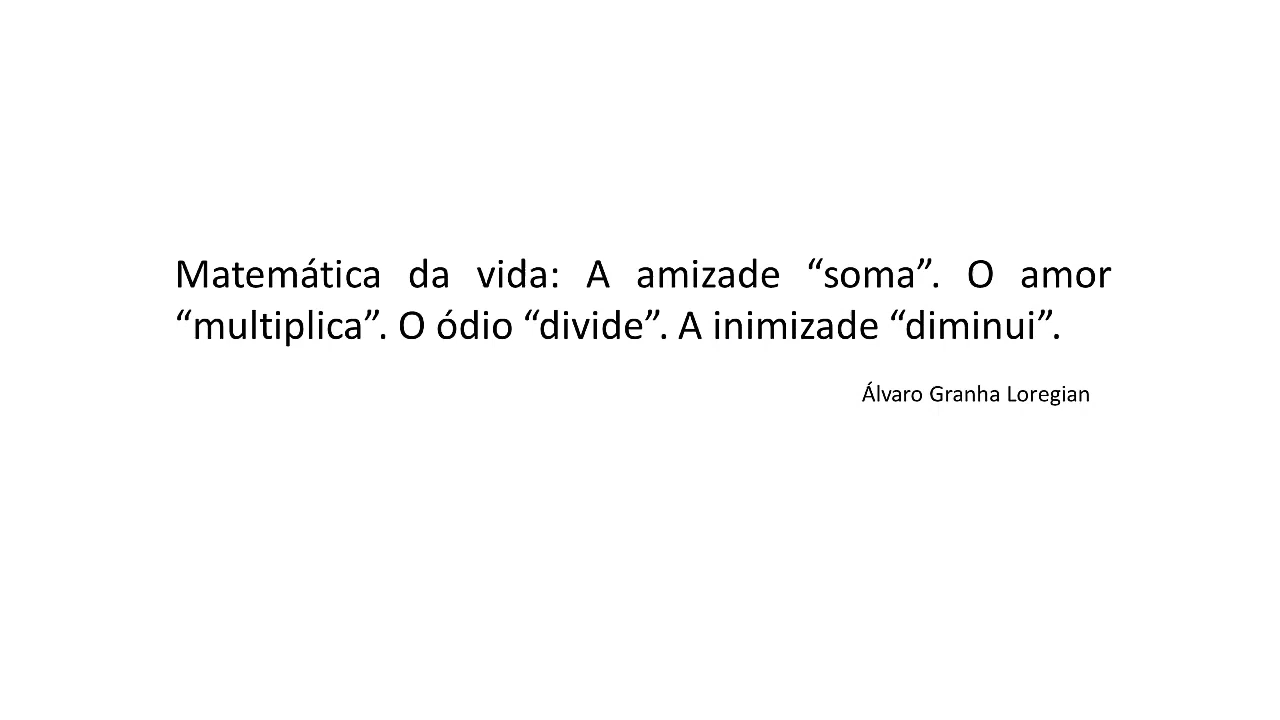 Matemática da vida: A amizade “soma”. O amor
“multiplica”. O ódio “divide”. A inimizade “diminui”.
Álvaro Granha Loregian